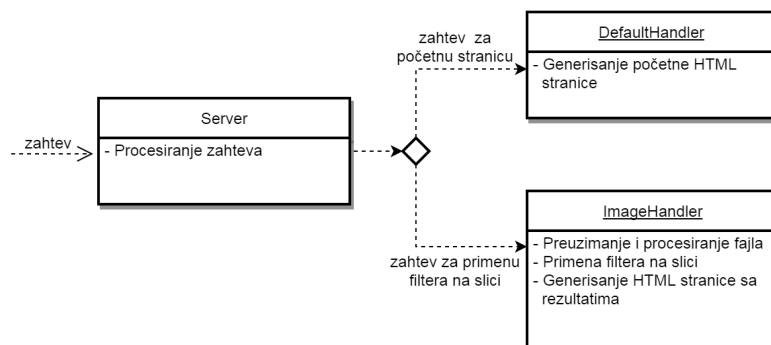 zahtev
Server
- Procesiranje zahteva
zahtev za
početnu stranicu
DefaultHandler
- Generisanje početne HTML
stranice
zahtev za primenu
filtera na slici
ImageHandler
- Preuzimanje i procesiranje fajla
- Primena filtera na slici
- Generisanje HTML stranice sa
rezultatima